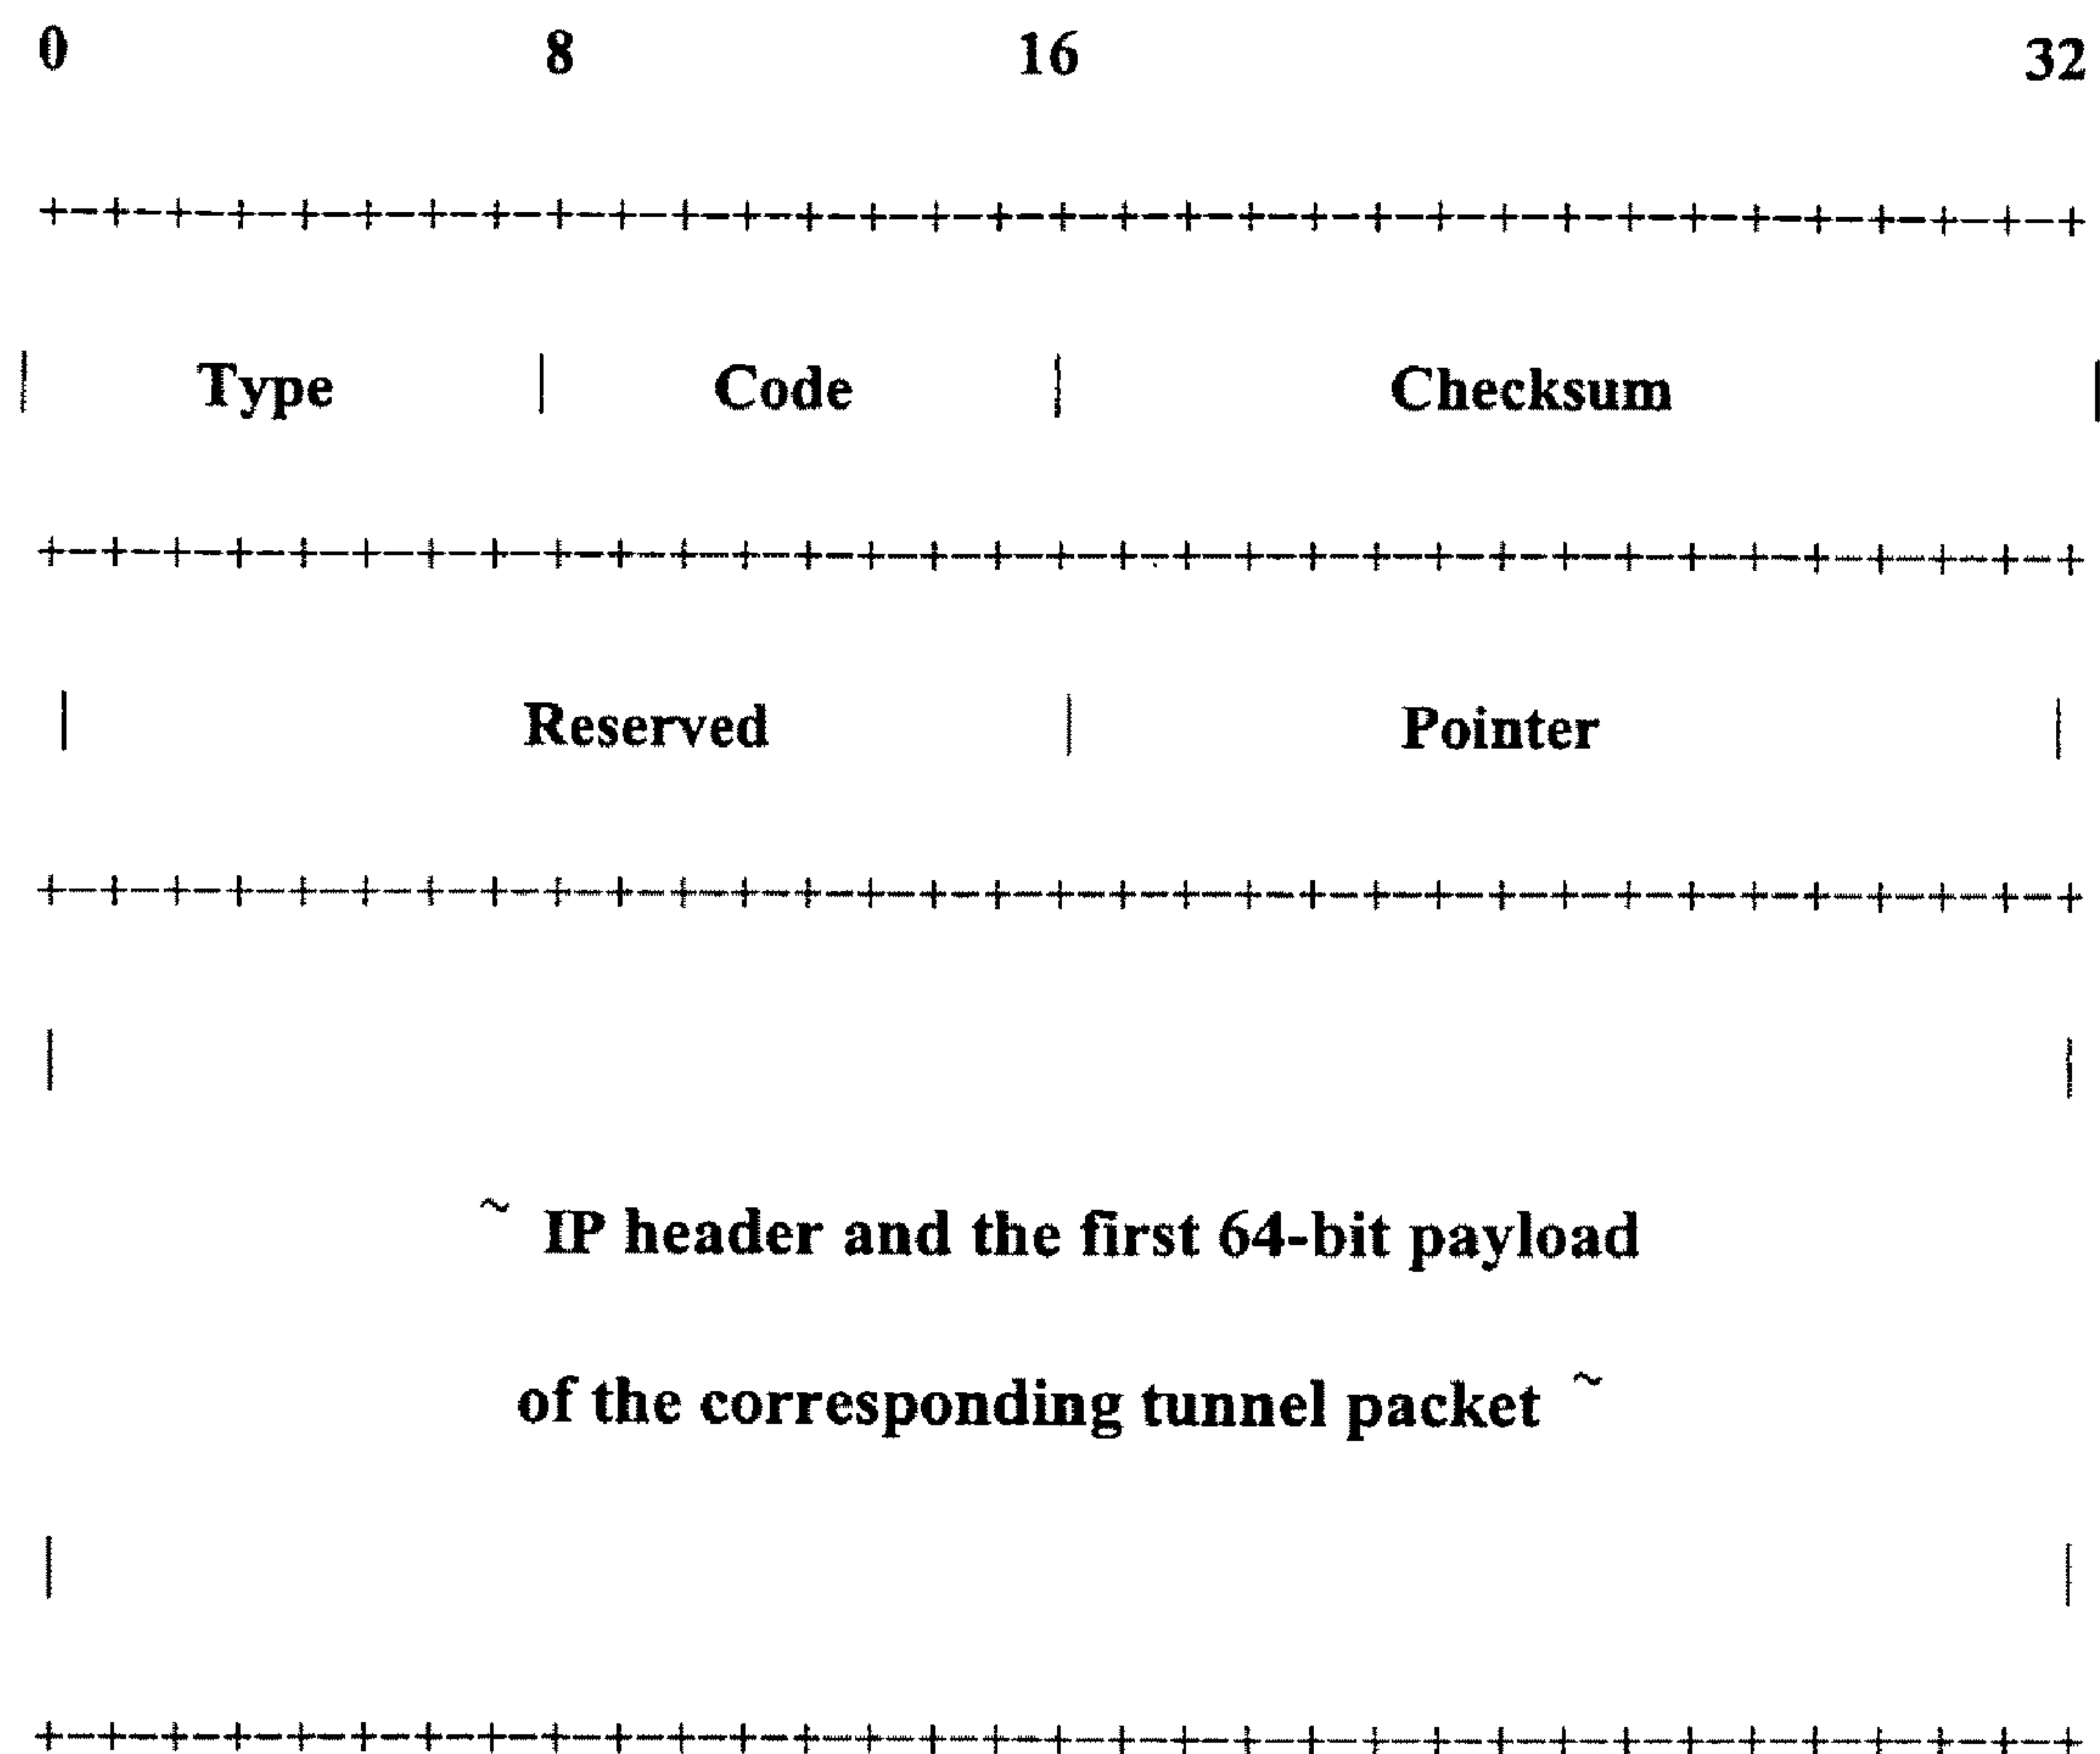 0 8 16 32
+--+--+--+--+--+--+--+--+--+--+--+--+--+--+--+--+--+--+--+--+--+--+--+--+--+--+--+--+--+--+--+--+
| Type | Code | Checksum |
+--+--+--+--+--+--+--+--+--+--+--+--+--+--+--+--+--+--+--+--+--+--+--+--+--+--+--+--+--+--+--+--+
| Reserved | Pointer |
+--+--+--+--+--+--+--+--+--+--+--+--+--+--+--+--+--+--+--+--+--+--+--+--+--+--+--+--+--+--+--+--+
| |
~ IP header and the first 64-bit payload
of the corresponding tunnel packet ~
| |
+--+--+--+--+--+--+--+--+--+--+--+--+--+--+--+--+--+--+--+--+--+--+--+--+--+--+--+--+--+--+--+--+